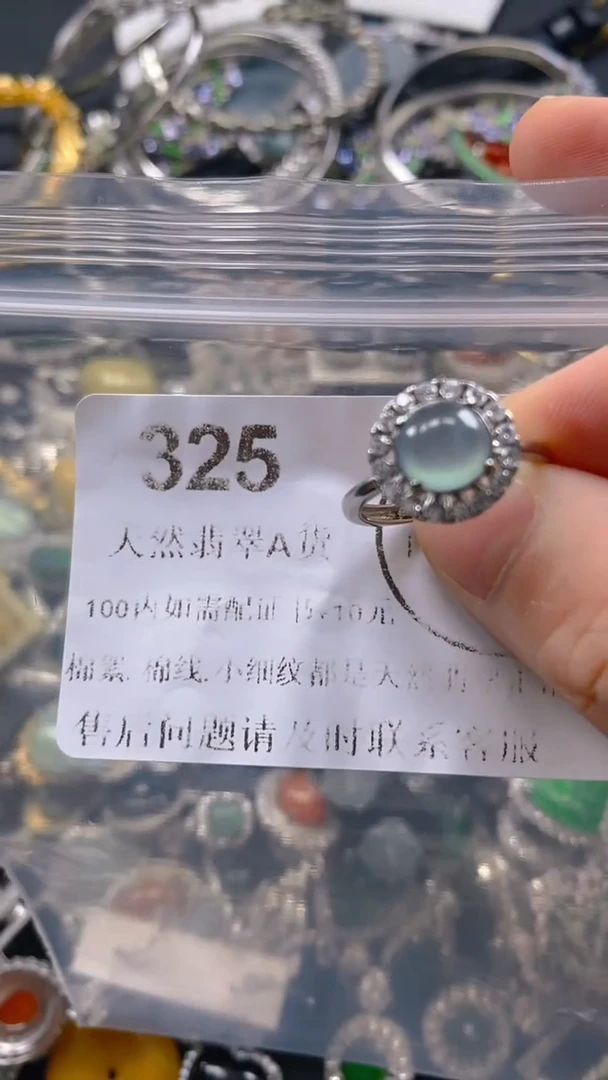 325
天然翡翠A货
100内如需配证书+10元
棉絮.棉线.小细纹都是天然
售后问题请及时联系客服